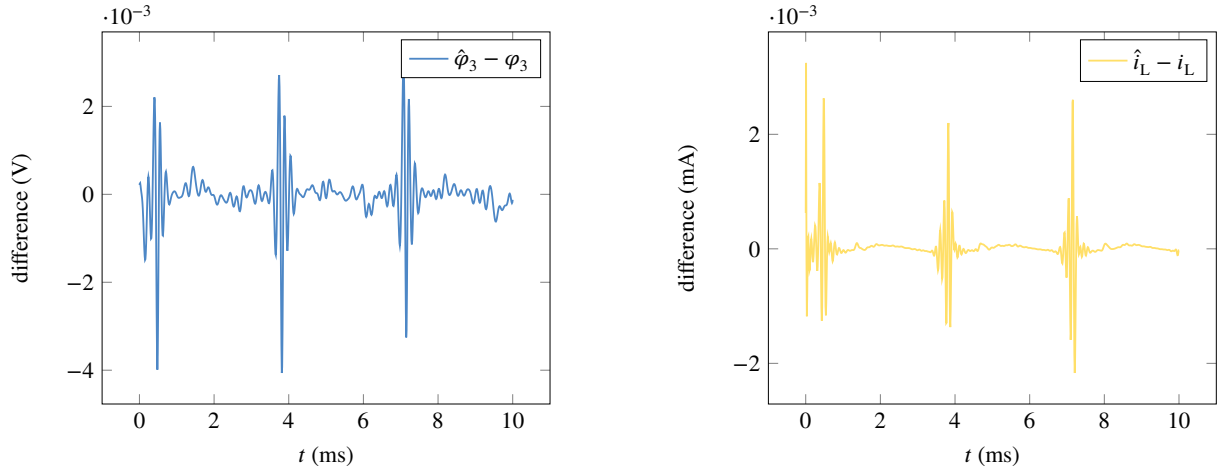 ·10⁻³
φ̂₃ − φ₃
2
0
−2
−4
difference (V)
0 2 4 6 8 10
t (ms)
·10⁻³
î_L − i_L
2
0
−2
difference (mA)
0 2 4 6 8 10
t (ms)